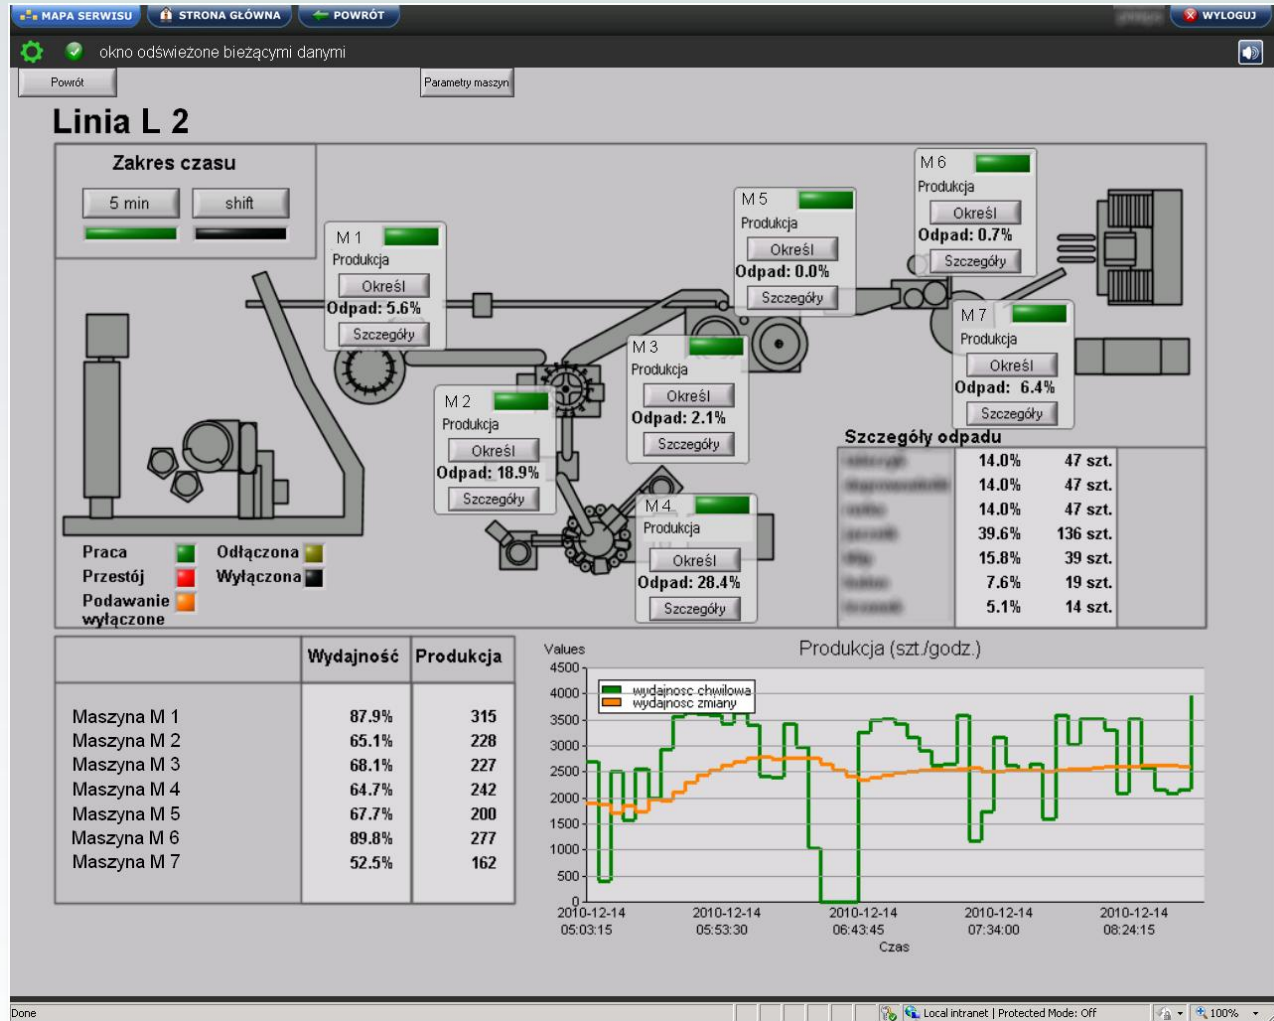 MAPA SERWISU
STRONA GŁÓWNA
POWRÓT
WYLOGUJ
okno odświeżone bieżącymi danymi
Powrót
Parametry maszyn
Linia L 2
Zakres czasu
5 min
shift
M 1
Produkcja
Określ
Odpad: 5.6%
Szczegóły
M 2
Produkcja
Określ
Odpad: 18.9%
Szczegóły
M 3
Produkcja
Określ
Odpad: 2.1%
Szczegóły
M 4
Produkcja
Określ
Odpad: 28.4%
Szczegóły
M 5
Produkcja
Określ
Odpad: 0.0%
Szczegóły
M 6
Produkcja
Określ
Odpad: 0.7%
Szczegóły
M 7
Produkcja
Określ
Odpad: 6.4%
Szczegóły
Praca
Odłączona
Przestój
Wyłączona
Podawanie
wyłączone
Szczegóły odpadu
14.0% 47 szt.
14.0% 47 szt.
14.0% 47 szt.
39.6% 136 szt.
15.8% 39 szt.
7.6% 19 szt.
5.1% 14 szt.
Wydajność Produkcja
Maszyna M 1 87.9% 315
Maszyna M 2 65.1% 228
Maszyna M 3 68.1% 227
Maszyna M 4 64.7% 242
Maszyna M 5 67.7% 200
Maszyna M 6 89.8% 277
Maszyna M 7 52.5% 162
Values
Produkcja (szt./godz.)
wydajnosc chwilowa
wydajnosc zmiany
4500
4000
3500
3000
2500
2000
1500
1000
500
0
2010-12-14 2010-12-14 2010-12-14 2010-12-14 2010-12-14
05:03:15 05:53:30 06:43:45 07:34:00 08:24:15
Czas
Done
Local intranet | Protected Mode: Off
100%